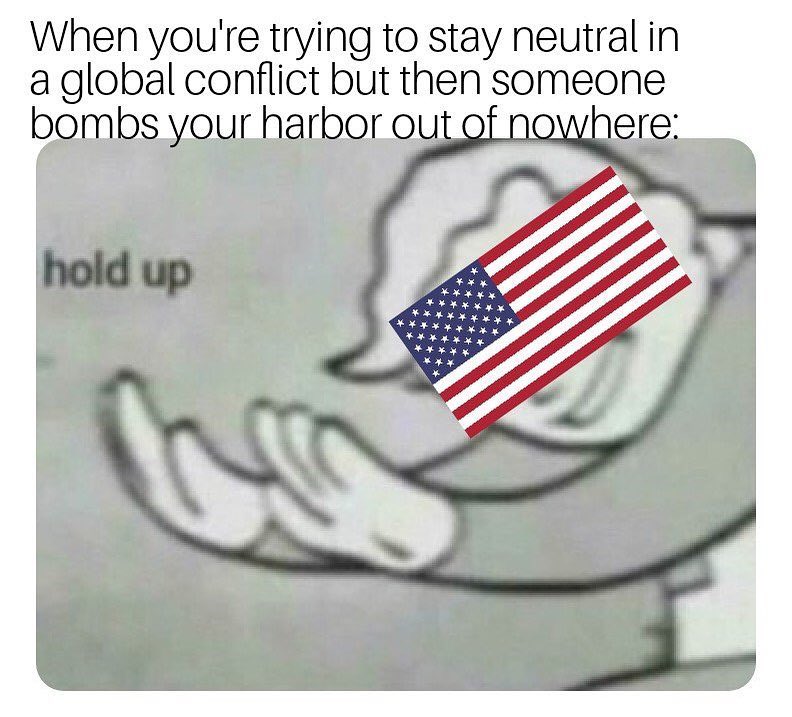 When you're trying to stay neutral in
a global conflict but then someone
bombs your harbor out of nowhere:
hold up